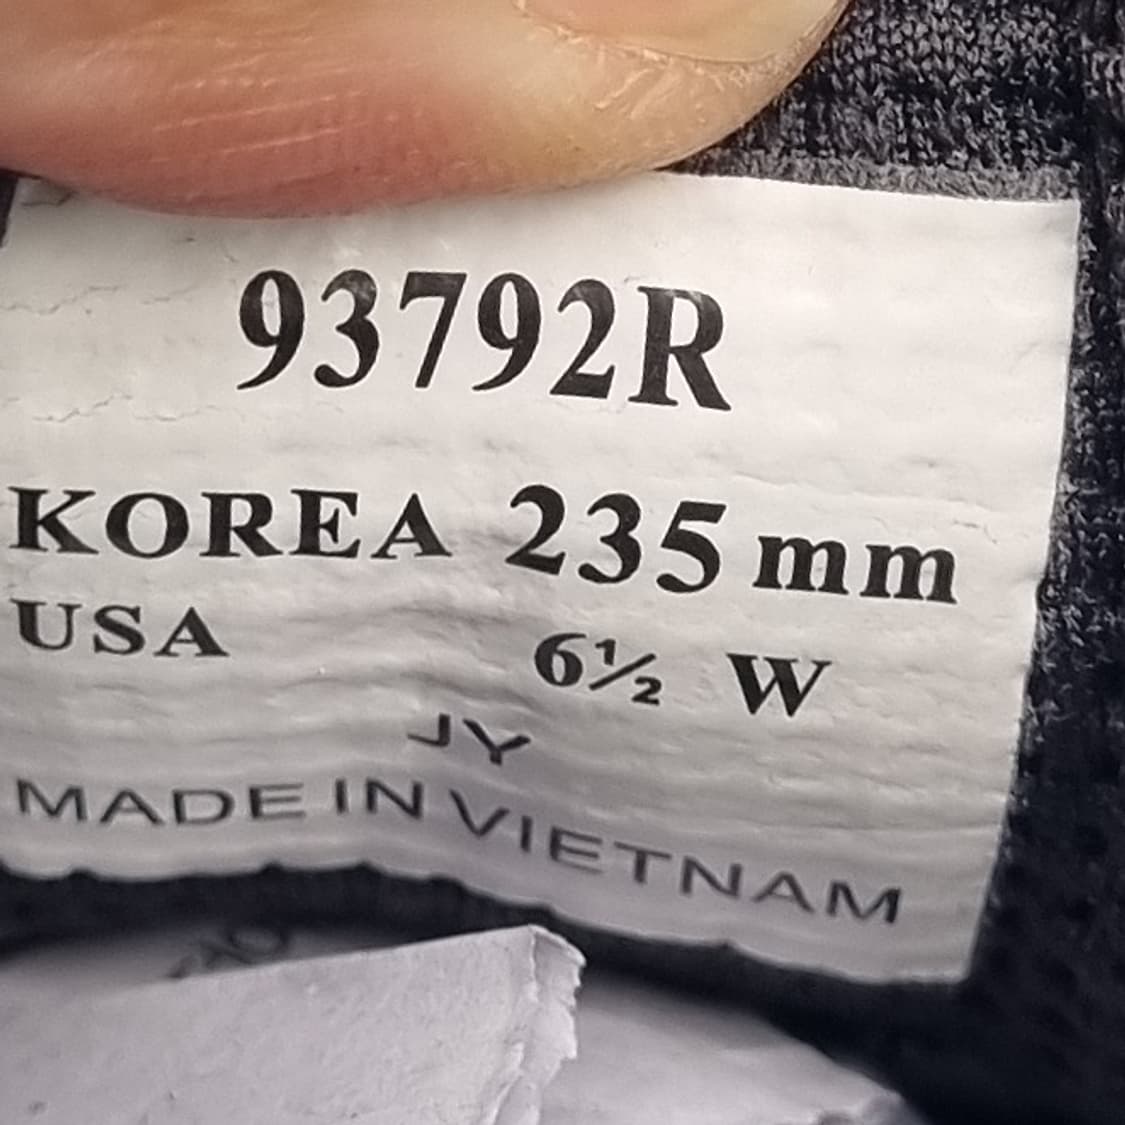 93792R
KOREA 235 mm
USA 6½ W
JY
MADE IN VIETNAM